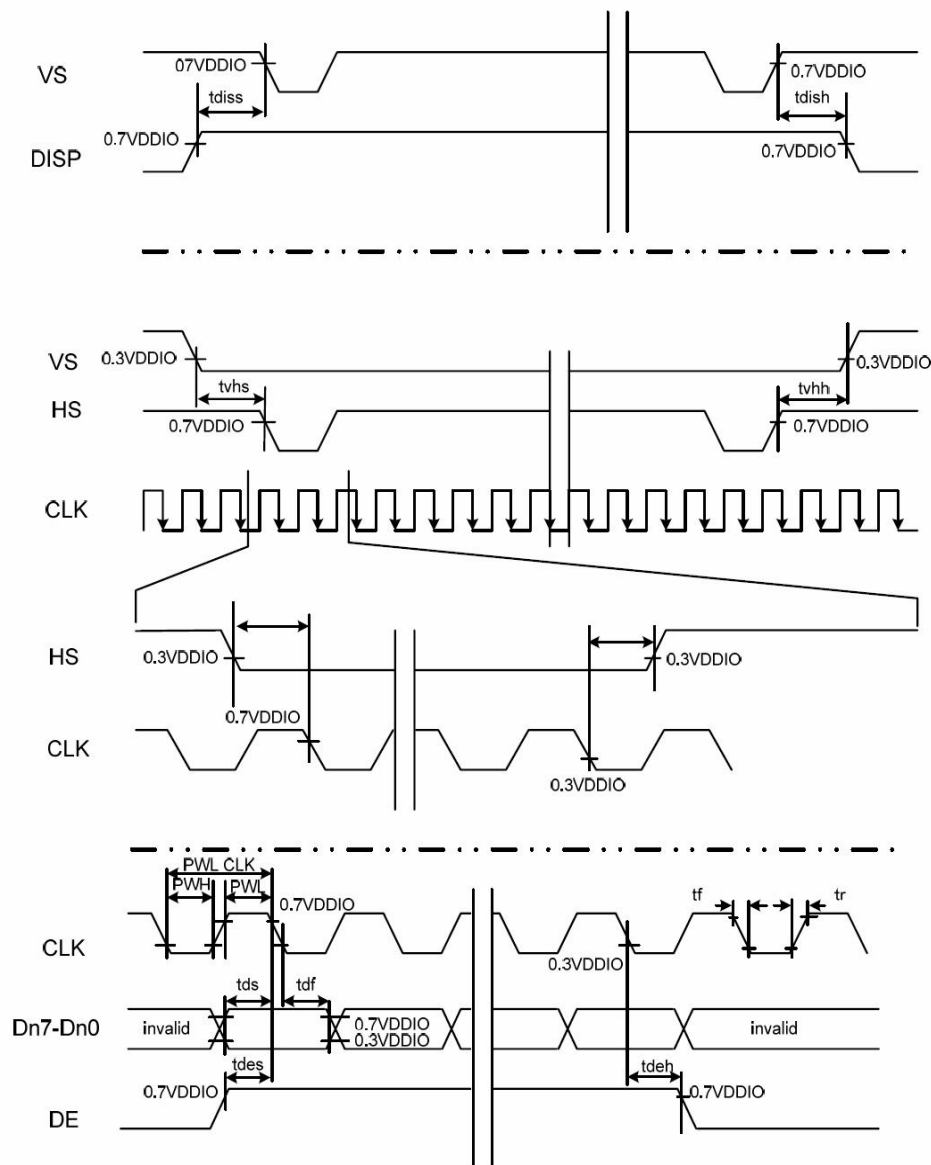 VS
07VDDIO
0.7VDDIO
tdiss
tdish
0.7VDDIO
DISP
0.7VDDIO
VS
0.3VDDIO
0.3VDDIO
tvhs
tvhh
HS
0.7VDDIO
0.7VDDIO
CLK
HS
0.3VDDIO
0.3VDDIO
0.7VDDIO
CLK
0.3VDDIO
PWL CLK
PWH
PWL
0.7VDDIO
tf
tr
CLK
0.3VDDIO
tds
tdf
Dn7-Dn0
invalid
0.7VDDIO
0.3VDDIO
invalid
tdes
tdeh
0.7VDDIO
0.7VDDIO
DE